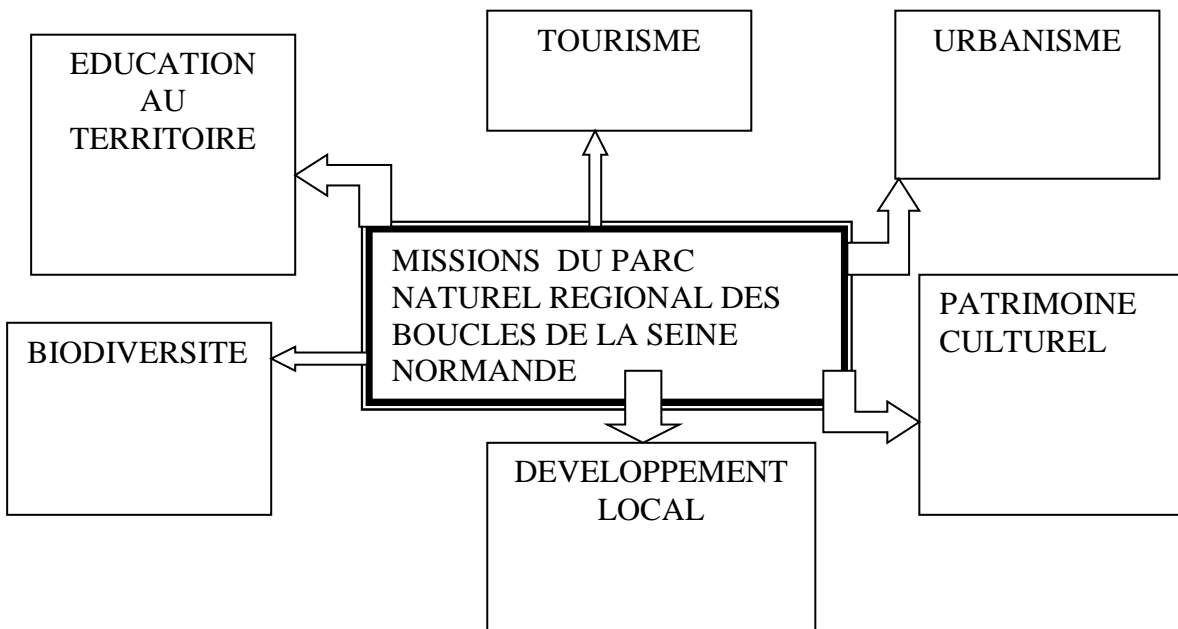 TOURISME
URBANISME
EDUCATION
AU
TERRITOIRE
MISSIONS DU PARC
NATUREL REGIONAL DES
BOUCLES DE LA SEINE
NORMANDE
PATRIMOINE
CULTUREL
BIODIVERSITE
DEVELOPPEMENT
LOCAL